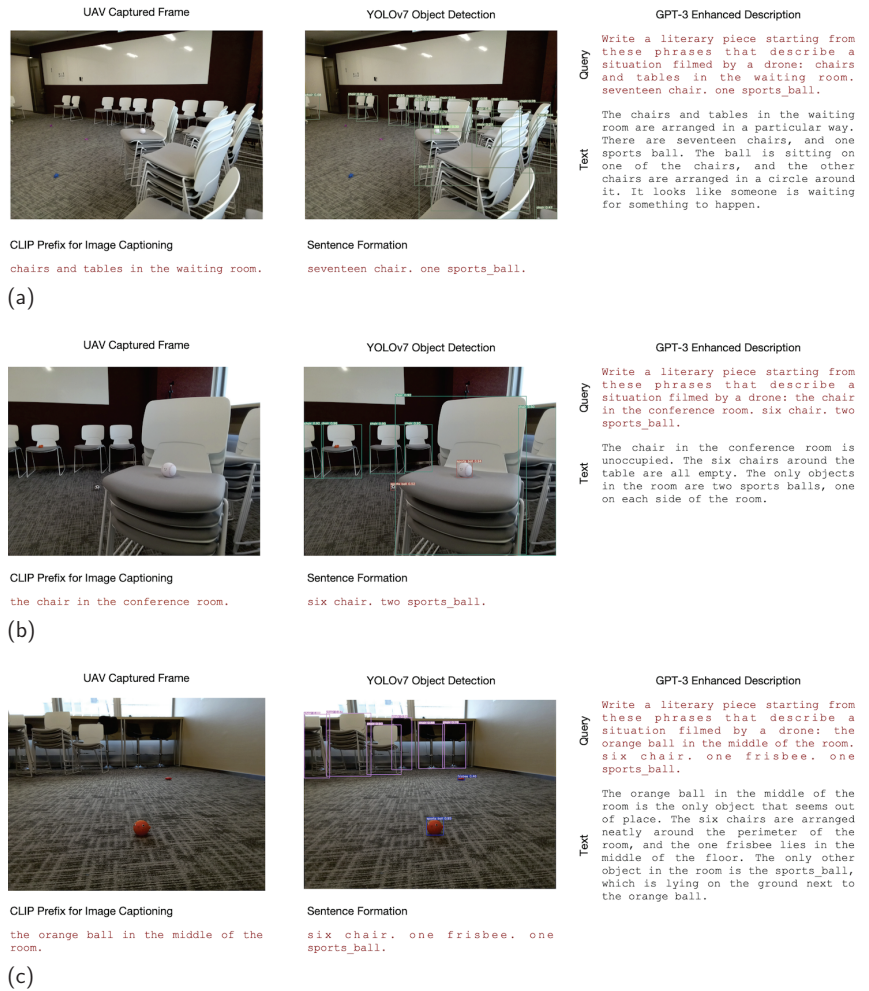 UAV Captured Frame
YOLOv7 Object Detection
GPT-3 Enhanced Description
Query
Write a literary piece starting from
these phrases that describe a
situation filmed by a drone: chairs
and tables in the waiting room.
seventeen chair. one sports_ball.
Text
The chairs and tables in the waiting
room are arranged in a particular way.
There are seventeen chairs, and one
sports ball. The ball is sitting on
one of the chairs, and the other
chairs are arranged in a circle around
it. It looks like someone is waiting
for something to happen.
CLIP Prefix for Image Captioning
chairs and tables in the waiting room.
Sentence Formation
seventeen chair. one sports_ball.
(a)
UAV Captured Frame
YOLOv7 Object Detection
GPT-3 Enhanced Description
Query
Write a literary piece starting from
these phrases that describe a
situation filmed by a drone: the chair
in the conference room. six chair. two
sports_ball.
Text
The chair in the conference room is
unoccupied. The six chairs around the
table are all empty. The only objects
in the room are two sports balls, one
on each side of the room.
CLIP Prefix for Image Captioning
the chair in the conference room.
Sentence Formation
six chair. two sports_ball.
(b)
UAV Captured Frame
YOLOv7 Object Detection
GPT-3 Enhanced Description
Query
Write a literary piece starting from
these phrases that describe a
situation filmed by a drone: the
orange ball in the middle of the room.
six chair. one frisbee. one
sports_ball.
Text
The orange ball in the middle of the
room is the only object that seems out
of place. The six chairs are arranged
neatly around the perimeter of the
room, and the one frisbee lies in the
middle of the floor. The only other
object in the room is the sports_ball,
which is lying on the ground next to
the orange ball.
CLIP Prefix for Image Captioning
the orange ball in the middle of the
room.
Sentence Formation
six chair. one frisbee. one
sports_ball.
(c)